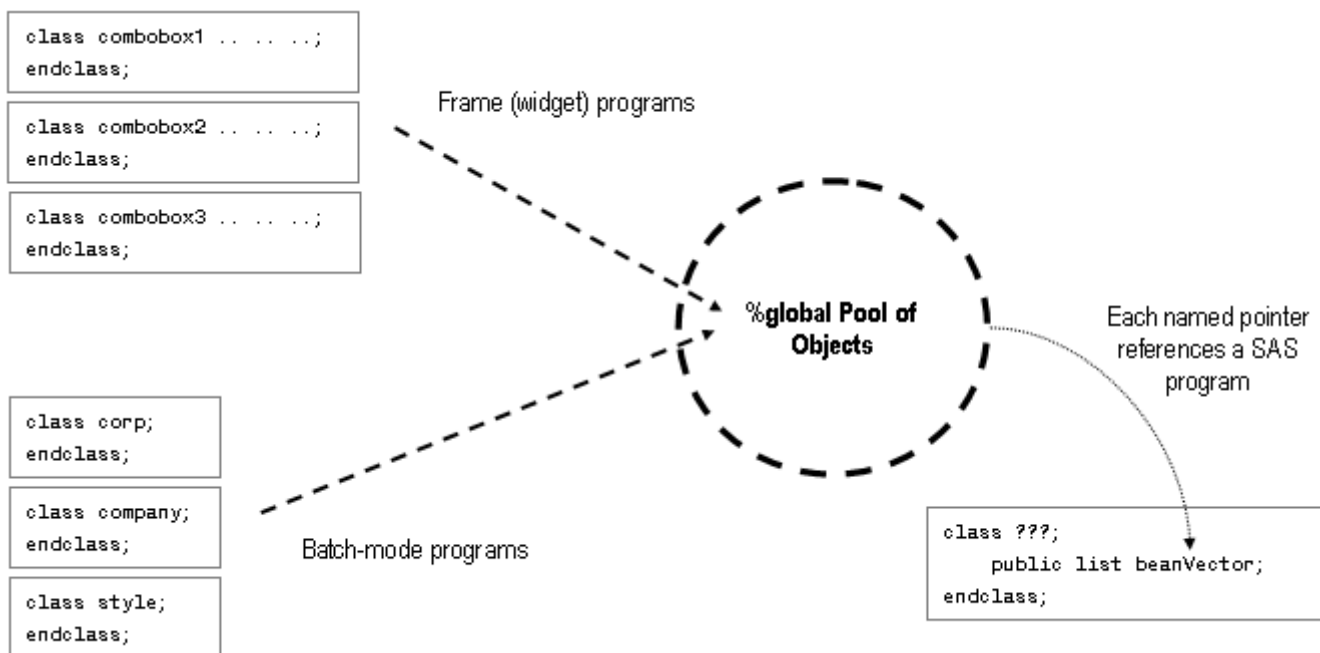 class combobox1 .. .. ..;
endclass;
class combobox2 .. .. ..;
endclass;
class combobox3 .. .. ..;
endclass;
Frame (widget) programs
%global Pool of
Objects
Each named pointer
references a SAS
program
class corp;
endclass;
class company;
endclass;
class style;
endclass;
Batch-mode programs
class ???;
public list beanVector;
endclass;